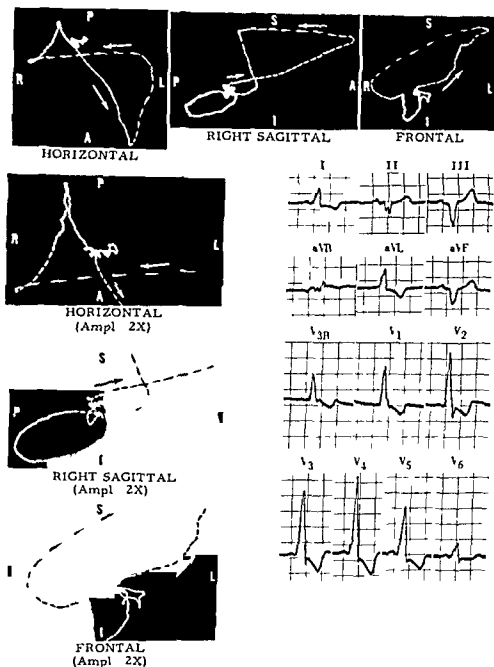 P
R L
A
HORIZONTAL
S
P A
I
RIGHT SAGITTAL
S
R L
I
FRONTAL
P
R L
A
HORIZONTAL
(Ampl 2X)
S
P
I
RIGHT SAGITTAL
(Ampl 2X)
S
L
I
FRONTAL
(Ampl 2X)
I II III
aVR aVL aVF
V3R V1 V2
V3 V4 V5 V6